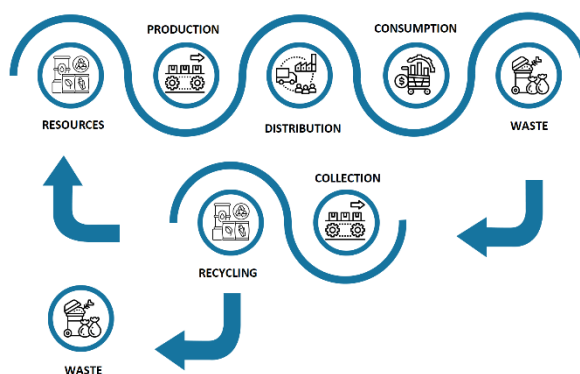 PRODUCTION
CONSUMPTION
RESOURCES
DISTRIBUTION
WASTE
COLLECTION
RECYCLING
WASTE